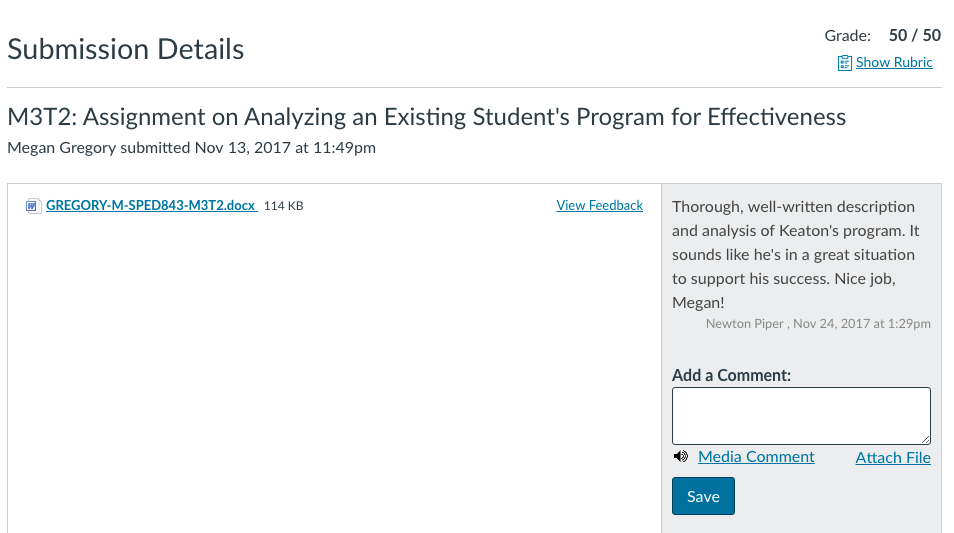 Submission Details
Grade: 50 / 50
Show Rubric
M3T2: Assignment on Analyzing an Existing Student's Program for Effectiveness
Megan Gregory submitted Nov 13, 2017 at 11:49pm
GREGORY-M-SPED843-M3T2.docx 114 KB
View Feedback
Thorough, well-written description
and analysis of Keaton's program. It
sounds like he's in a great situation
to support his success. Nice job,
Megan!
Newton Piper , Nov 24, 2017 at 1:29pm
Add a Comment:
Media Comment
Attach File
Save